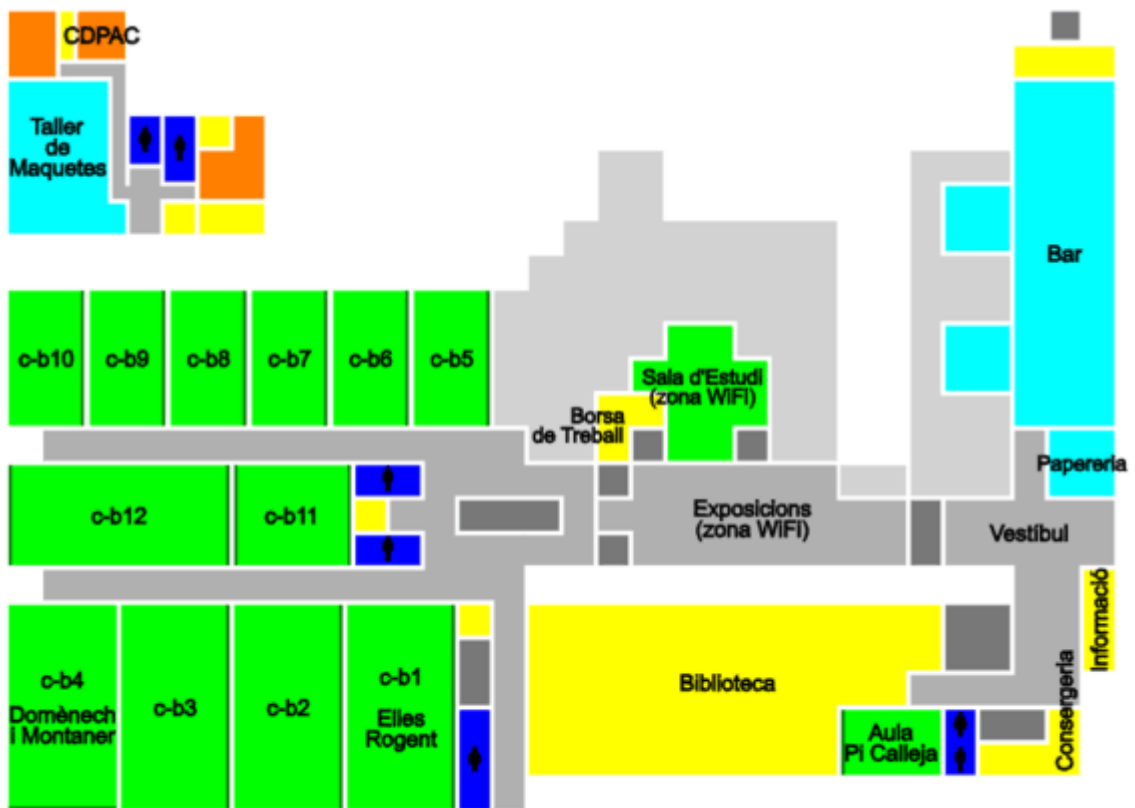 CDPAC
Taller
de
Maquetes
Bar
c-b10
c-b9
c-b8
c-b7
c-b6
c-b5
Sala d'Estudi
(zona WiFi)
Borsa
de Treball
Papereria
c-b12
c-b11
Exposicions
(zona WiFi)
Vestíbul
Informació
c-b4
Domènech
i Montaner
c-b3
c-b2
c-b1
Elies
Rogent
Biblioteca
Consergeria
Aula
Pi Calleja